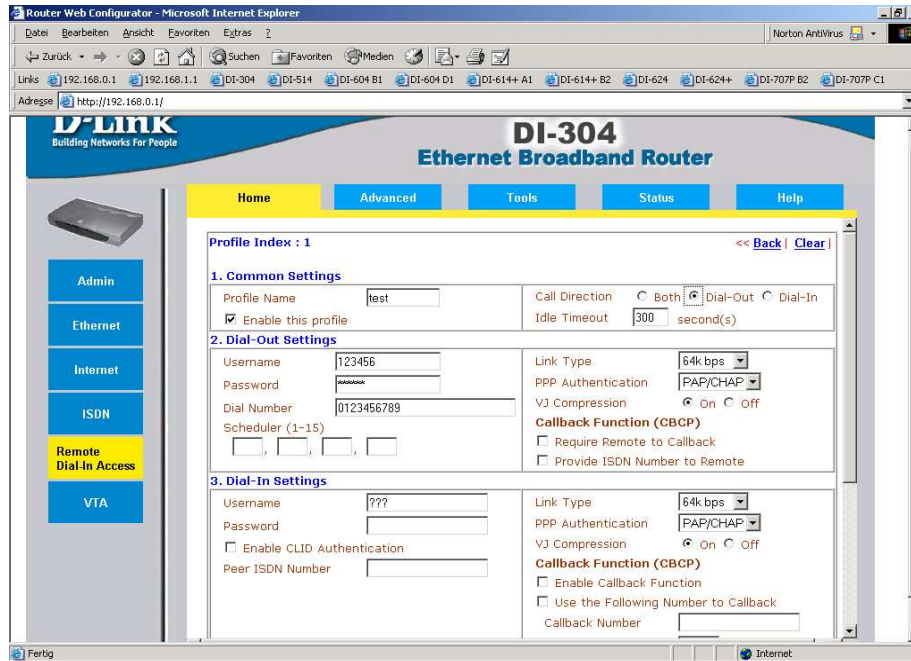 Router Web Configurator - Microsoft Internet Explorer
Datei Bearbeiten Ansicht Favoriten Extras ?
Norton AntiVirus
Zurück Suchen Favoriten Medien
Links 192.168.0.1 192.168.1.1 DI-304 DI-514 DI-604 B1 DI-604 D1 DI-614+ A1 DI-614+ B2 DI-624 DI-624+ DI-707P B2 DI-707P C1
Adresse http://192.168.0.1/
D-Link
Building Networks For People
DI-304
Ethernet Broadband Router
Home Advanced Tools Status Help
Admin
Ethernet
Internet
ISDN
Remote
Dial-In Access
VTA
Profile Index : 1 << Back | Clear |
1. Common Settings
Profile Name test
Enable this profile
Call Direction Both Dial-Out Dial-In
Idle Timeout 300 second(s)
2. Dial-Out Settings
Username 123456
Password ******
Dial Number 0123456789
Scheduler (1-15)
, , ,
Link Type 64k bps
PPP Authentication PAP/CHAP
VJ Compression On Off
Callback Function (CBCP)
Require Remote to Callback
Provide ISDN Number to Remote
3. Dial-In Settings
Username ???
Password
Enable CLID Authentication
Peer ISDN Number
Link Type 64k bps
PPP Authentication PAP/CHAP
VJ Compression On Off
Callback Function (CBCP)
Enable Callback Function
Use the Following Number to Callback
Callback Number
Fertig Internet